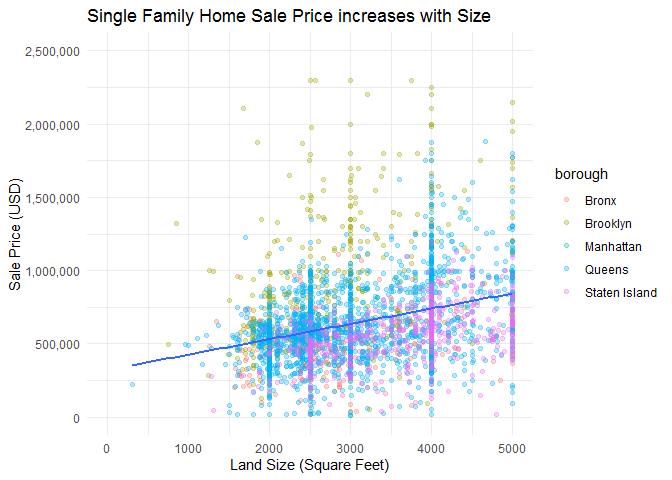 Single Family Home Sale Price increases with Size
2,500,000
2,000,000
1,500,000
1,000,000
500,000
0
Sale Price (USD)
0 1000 2000 3000 4000 5000
Land Size (Square Feet)
borough
Bronx
Brooklyn
Manhattan
Queens
Staten Island